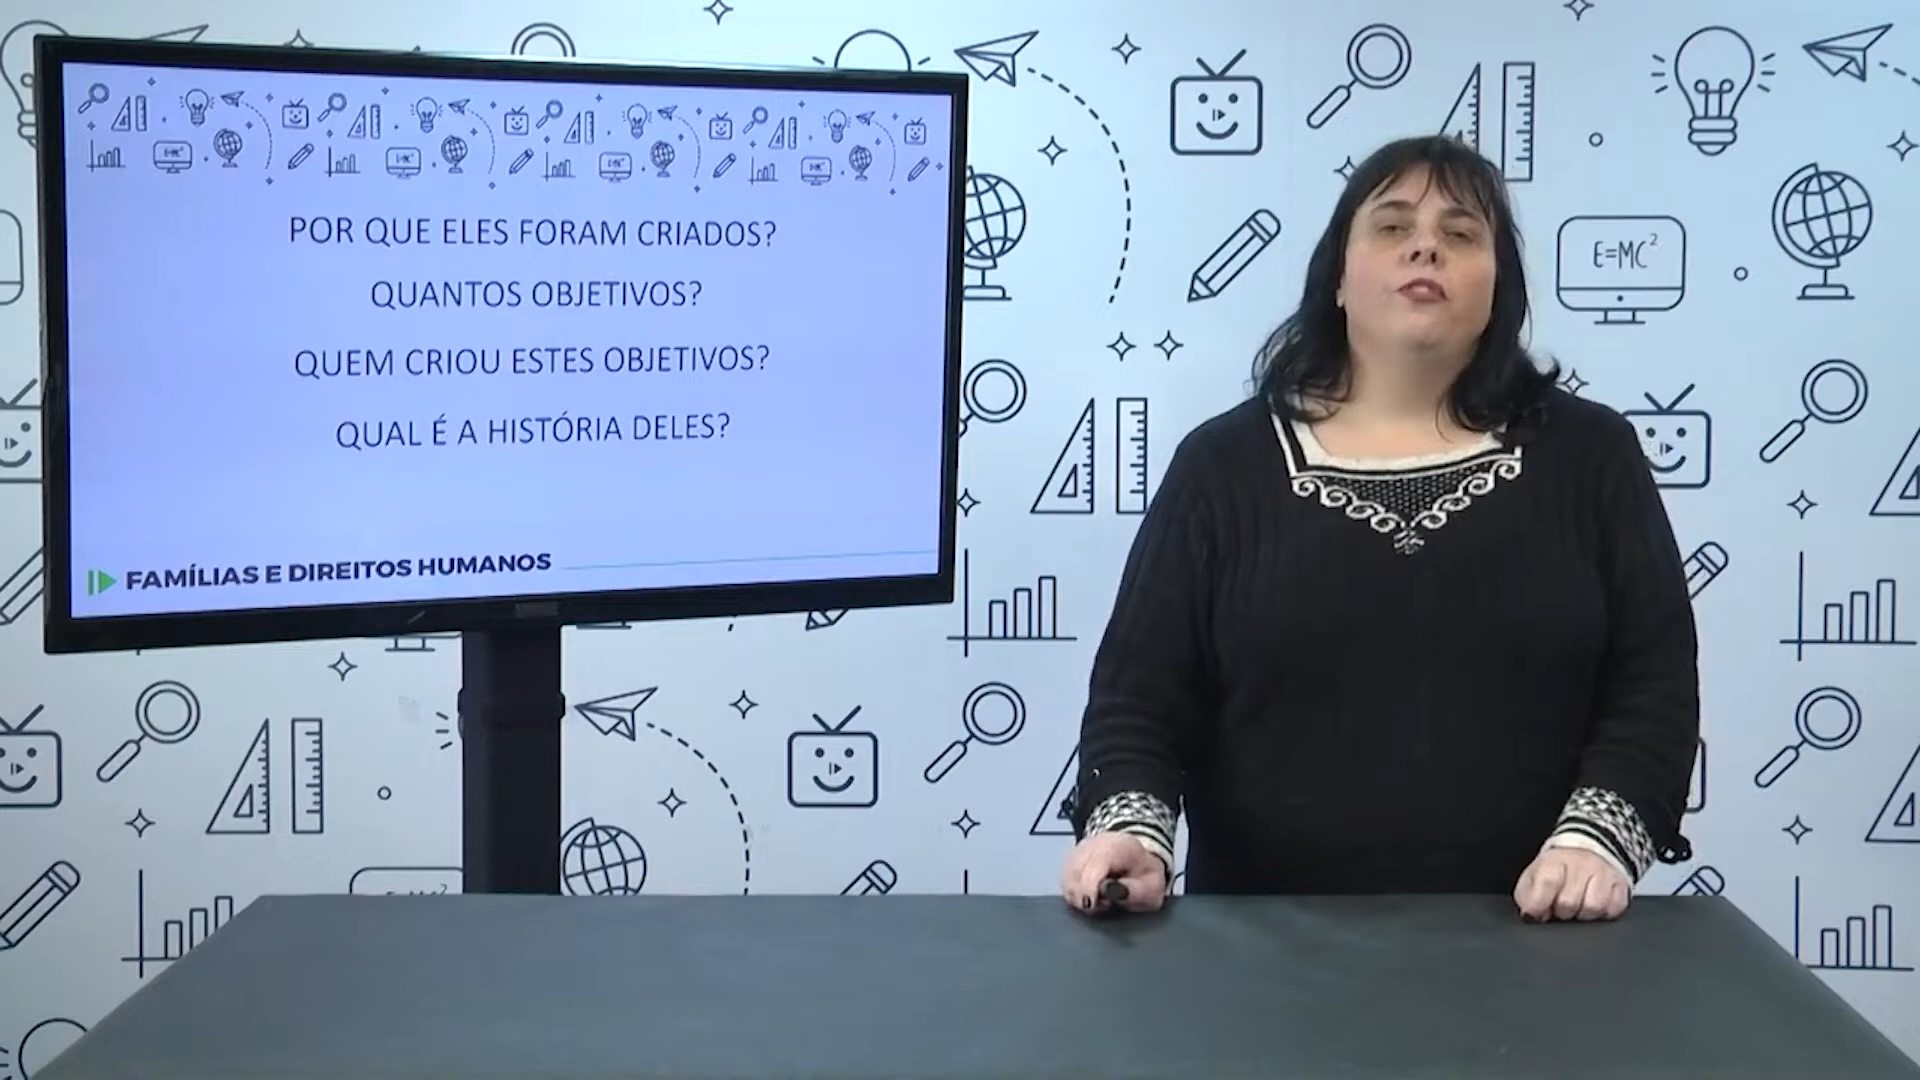 POR QUE ELES FORAM CRIADOS?
QUANTOS OBJETIVOS?
QUEM CRIOU ESTES OBJETIVOS?
QUAL É A HISTÓRIA DELES?
FAMÍLIAS E DIREITOS HUMANOS
E=MC²